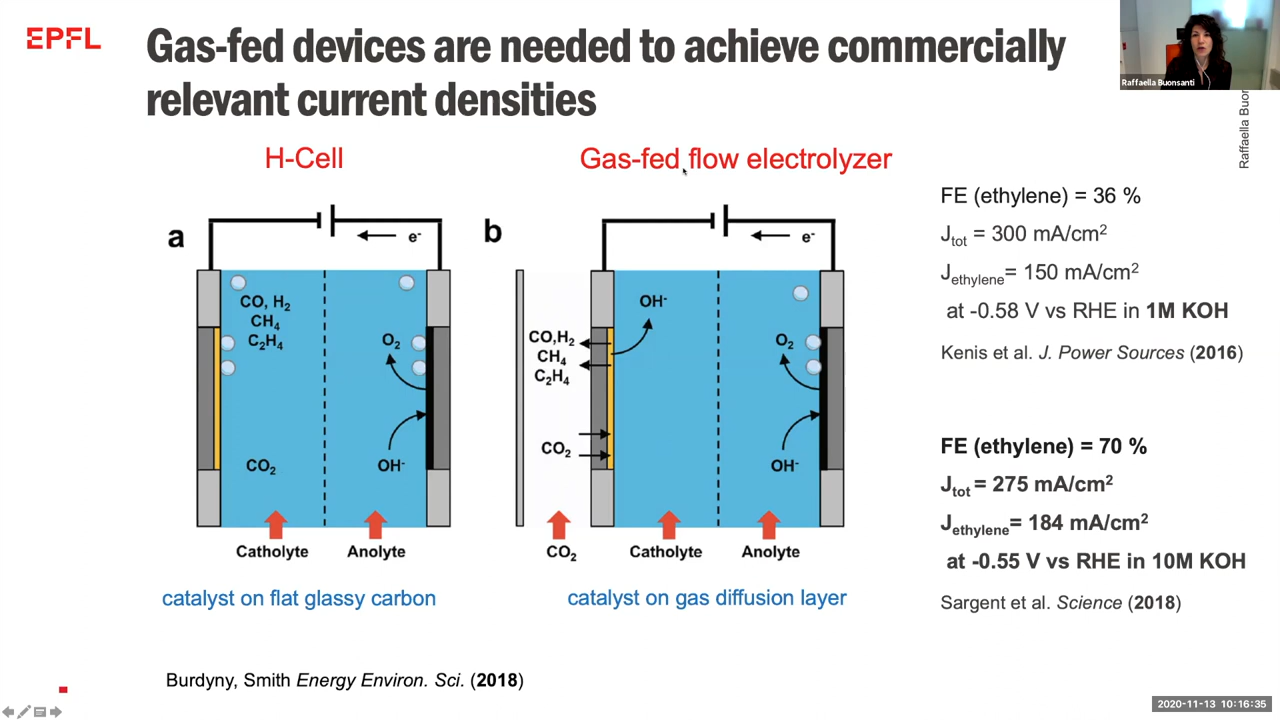 EPFL
Gas-fed devices are needed to achieve commercially
relevant current densities
Raffaella Buonsanti
Raffaella Buon
H-Cell
Gas-fed flow electrolyzer
a
e-
CO, H2
CH4
C2H4
O2
CO2
OH-
Catholyte
Anolyte
catalyst on flat glassy carbon
b
e-
OH-
CO,H2
CH4
C2H4
O2
CO2
OH-
CO2
Catholyte
Anolyte
catalyst on gas diffusion layer
FE (ethylene) = 36 %
Jtot = 300 mA/cm2
Jethylene= 150 mA/cm2
at -0.58 V vs RHE in 1M KOH
Kenis et al. J. Power Sources (2016)
FE (ethylene) = 70 %
Jtot = 275 mA/cm2
Jethylene= 184 mA/cm2
at -0.55 V vs RHE in 10M KOH
Sargent et al. Science (2018)
Burdyny, Smith Energy Environ. Sci. (2018)
2020-11-13 10:16:35